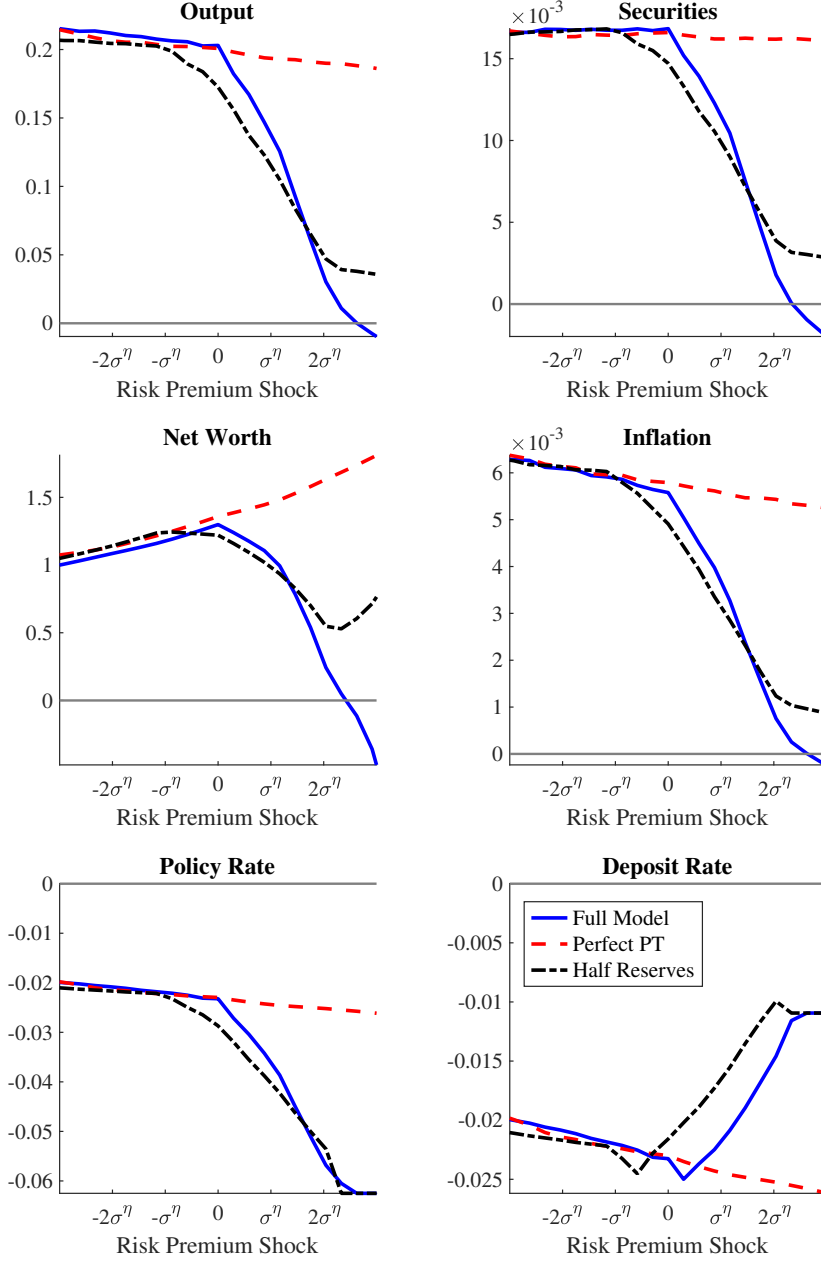 Output
0.2
0.15
0.1
0.05
0
-2σ^η -σ^η 0 σ^η 2σ^η
Risk Premium Shock
Securities
×10^-3
15
10
5
0
-2σ^η -σ^η 0 σ^η 2σ^η
Risk Premium Shock
Net Worth
1.5
1
0.5
0
-2σ^η -σ^η 0 σ^η 2σ^η
Risk Premium Shock
Inflation
×10^-3
6
5
4
3
2
1
0
-2σ^η -σ^η 0 σ^η 2σ^η
Risk Premium Shock
Policy Rate
0
-0.01
-0.02
-0.03
-0.04
-0.05
-0.06
-2σ^η -σ^η 0 σ^η 2σ^η
Risk Premium Shock
Deposit Rate
0
-0.005
-0.01
-0.015
-0.02
-0.025
Full Model
Perfect PT
Half Reserves
-2σ^η -σ^η 0 σ^η 2σ^η
Risk Premium Shock